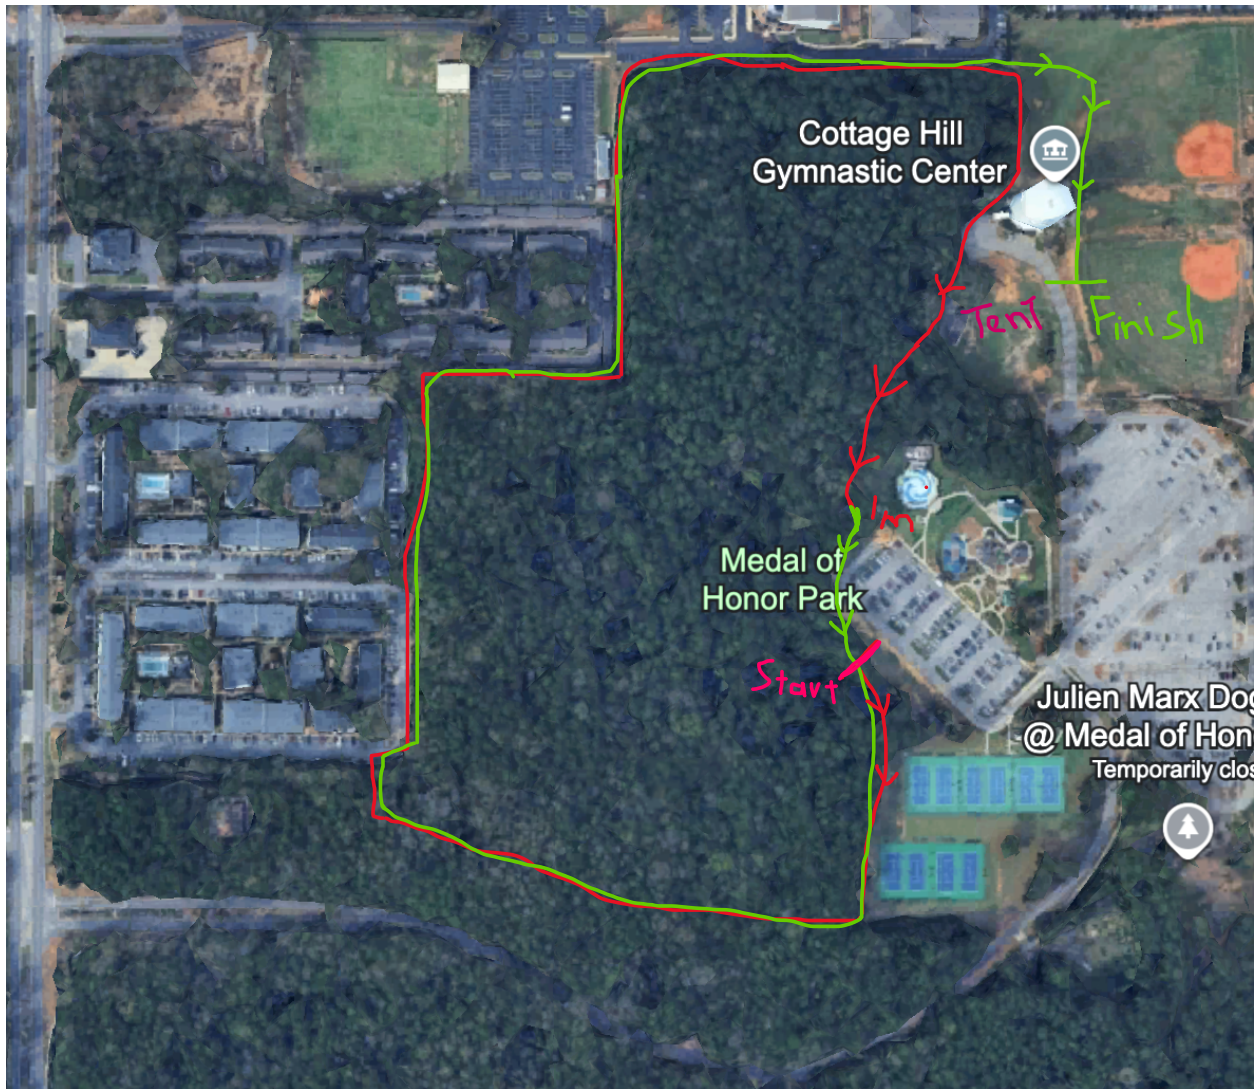 Cottage Hill
Gymnastic Center
Tent
Finish
1m
Medal of
Honor Park
Start
Julien Marx Dog
@ Medal of Hon
Temporarily clos